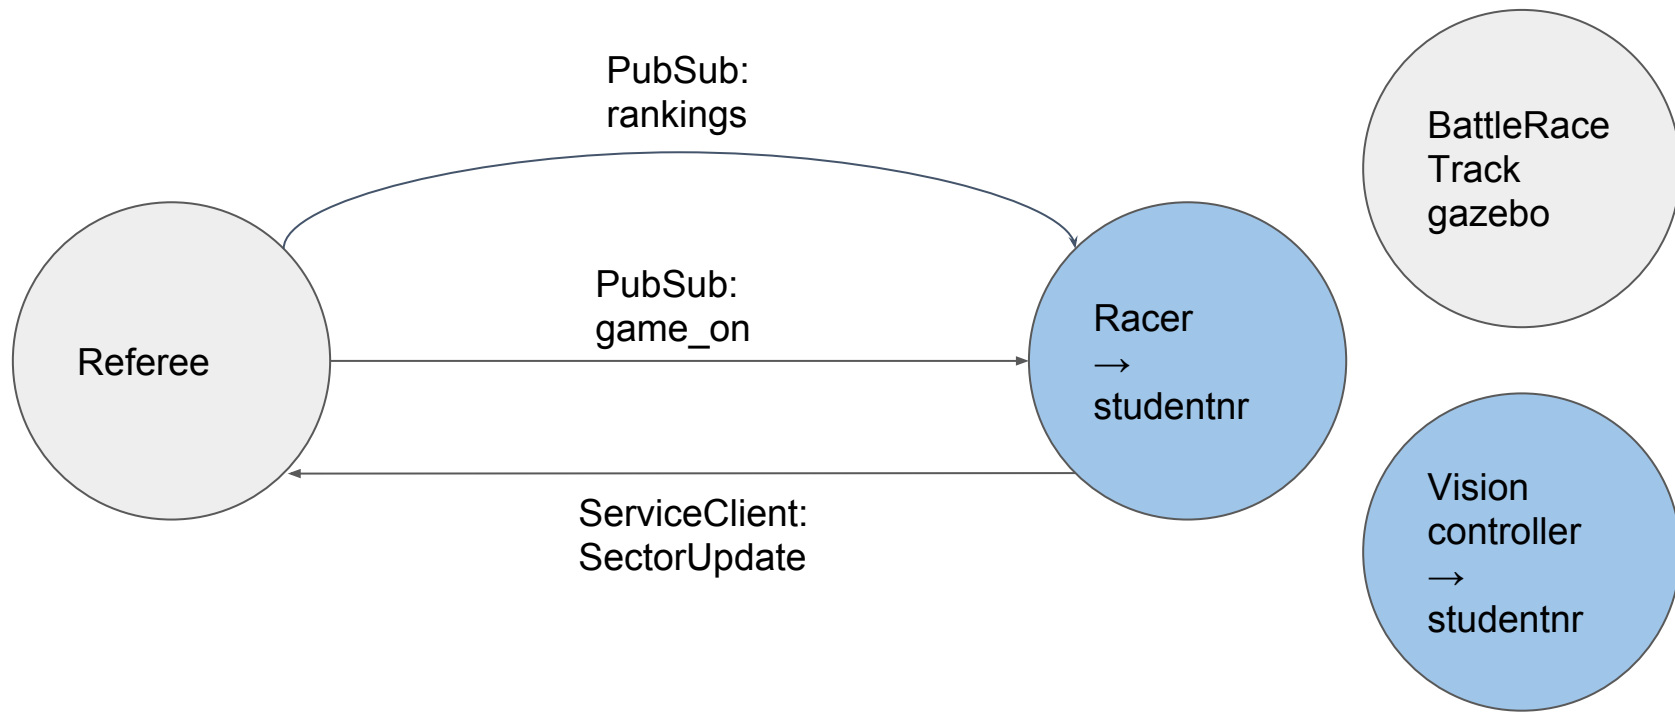 PubSub:
rankings
BattleRace
Track
gazebo
PubSub:
game_on
Referee
Racer
→
studentnr
ServiceClient:
SectorUpdate
Vision
controller
→
studentnr